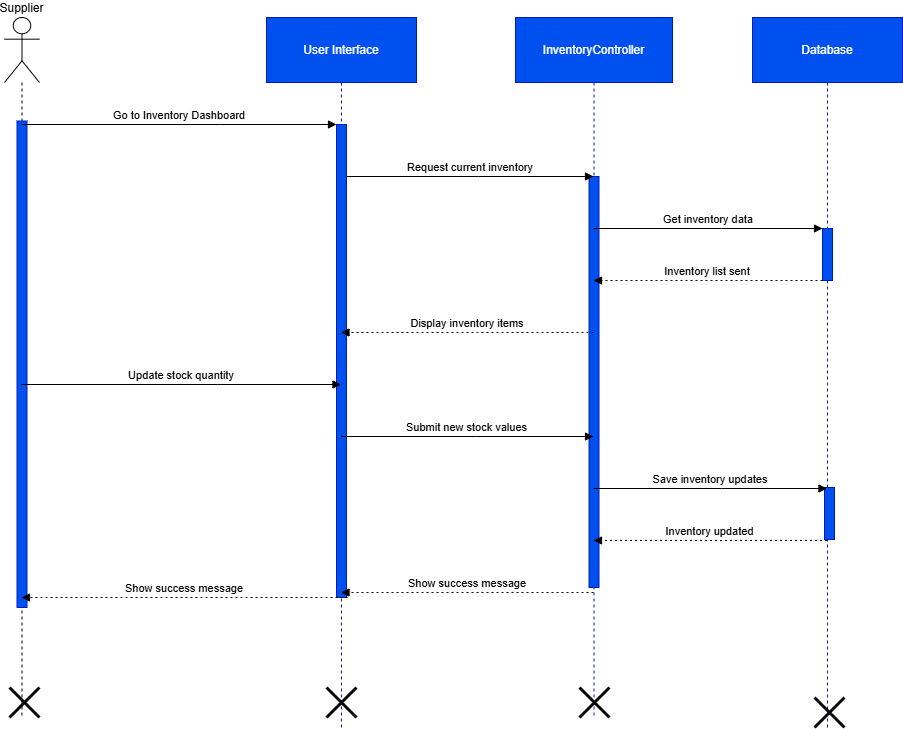 Supplier
User Interface
InventoryController
Database
Go to Inventory Dashboard
Request current inventory
Get inventory data
Inventory list sent
Display inventory items
Update stock quantity
Submit new stock values
Save inventory updates
Inventory updated
Show success message
Show success message